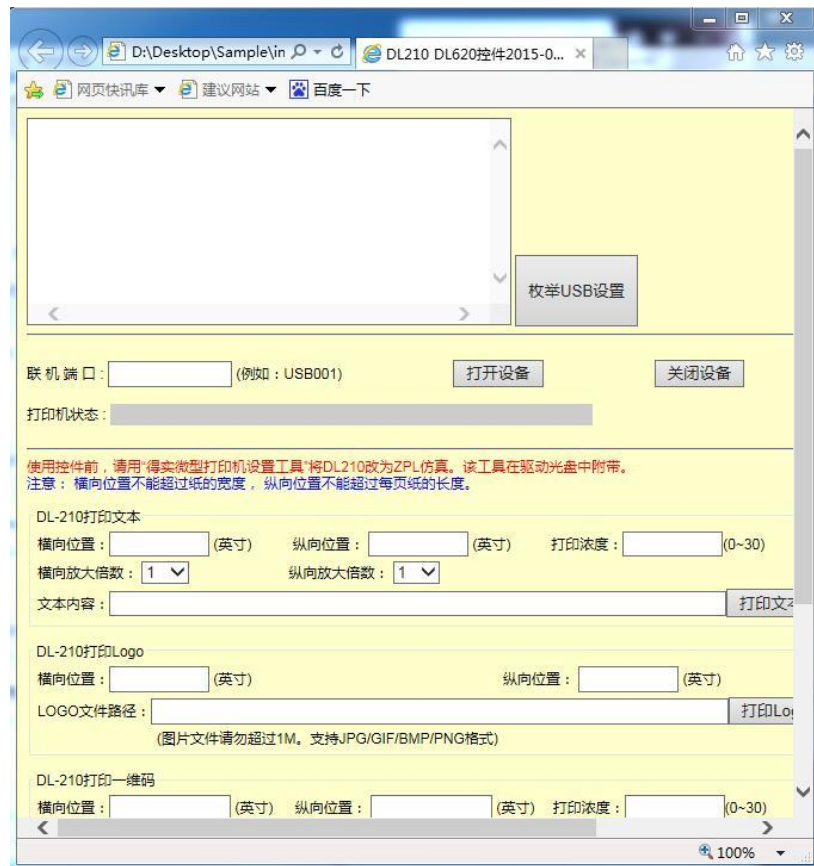 D:\Desktop\Sample\in
DL210 DL620控件2015-0...
网页快讯库 建议网站 百度一下
枚举USB设置
联机端口: (例如：USB001) 打开设备 关闭设备
打印机状态：
使用控件前，请用“得实微型打印机设置工具”将DL210改为ZPL仿真。该工具在驱动光盘中附带。
注意：横向位置不能超过纸的宽度，纵向位置不能超过每页纸的长度。
DL-210打印文本
横向位置： (英寸) 纵向位置： (英寸) 打印浓度： (0~30)
横向放大倍数：1 纵向放大倍数：1
文本内容： 打印文
DL-210打印Logo
横向位置： (英寸) 纵向位置： (英寸)
LOGO文件路径： 打印Lo
(图片文件请勿超过1M。支持JPG/GIF/BMP/PNG格式)
DL-210打印一维码
横向位置： (英寸) 纵向位置： (英寸) 打印浓度： (0~30)
100%